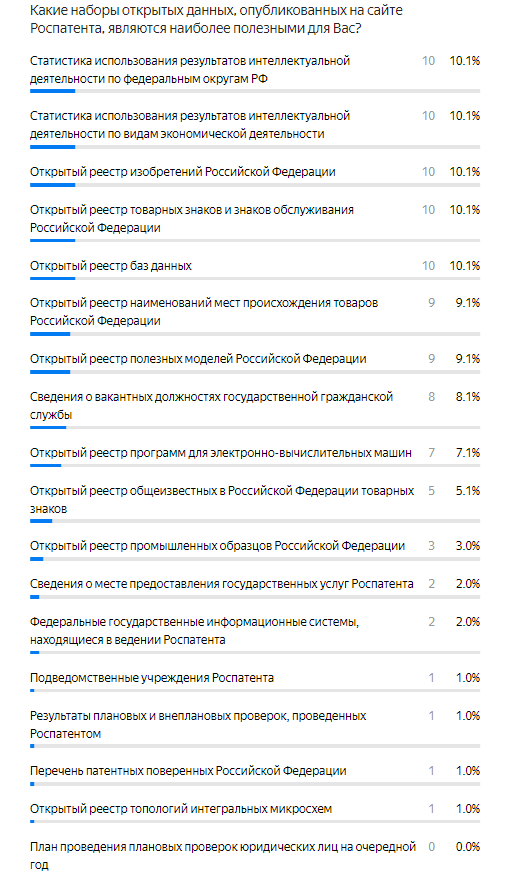 Какие наборы открытых данных, опубликованных на сайте
Роспатента, являются наиболее полезными для Вас?
Статистика использования результатов интеллектуальной 10 10.1%
деятельности по федеральным округам РФ
Статистика использования результатов интеллектуальной 10 10.1%
деятельности по видам экономической деятельности
Открытый реестр изобретений Российской Федерации 10 10.1%
Открытый реестр товарных знаков и знаков обслуживания 10 10.1%
Российской Федерации
Открытый реестр баз данных 10 10.1%
Открытый реестр наименований мест происхождения товаров 9 9.1%
Российской Федерации
Открытый реестр полезных моделей Российской Федерации 9 9.1%
Сведения о вакантных должностях государственной гражданской 8 8.1%
службы
Открытый реестр программ для электронно-вычислительных машин 7 7.1%
Открытый реестр общеизвестных в Российской Федерации товарных 5 5.1%
знаков
Открытый реестр промышленных образцов Российской Федерации 3 3.0%
Сведения о месте предоставления государственных услуг Роспатента 2 2.0%
Федеральные государственные информационные системы, 2 2.0%
находящиеся в ведении Роспатента
Подведомственные учреждения Роспатента 1 1.0%
Результаты плановых и внеплановых проверок, проведенных 1 1.0%
Роспатентом
Перечень патентных поверенных Российской Федерации 1 1.0%
Открытый реестр топологий интегральных микросхем 1 1.0%
План проведения плановых проверок юридических лиц на очередной 0 0.0%
год